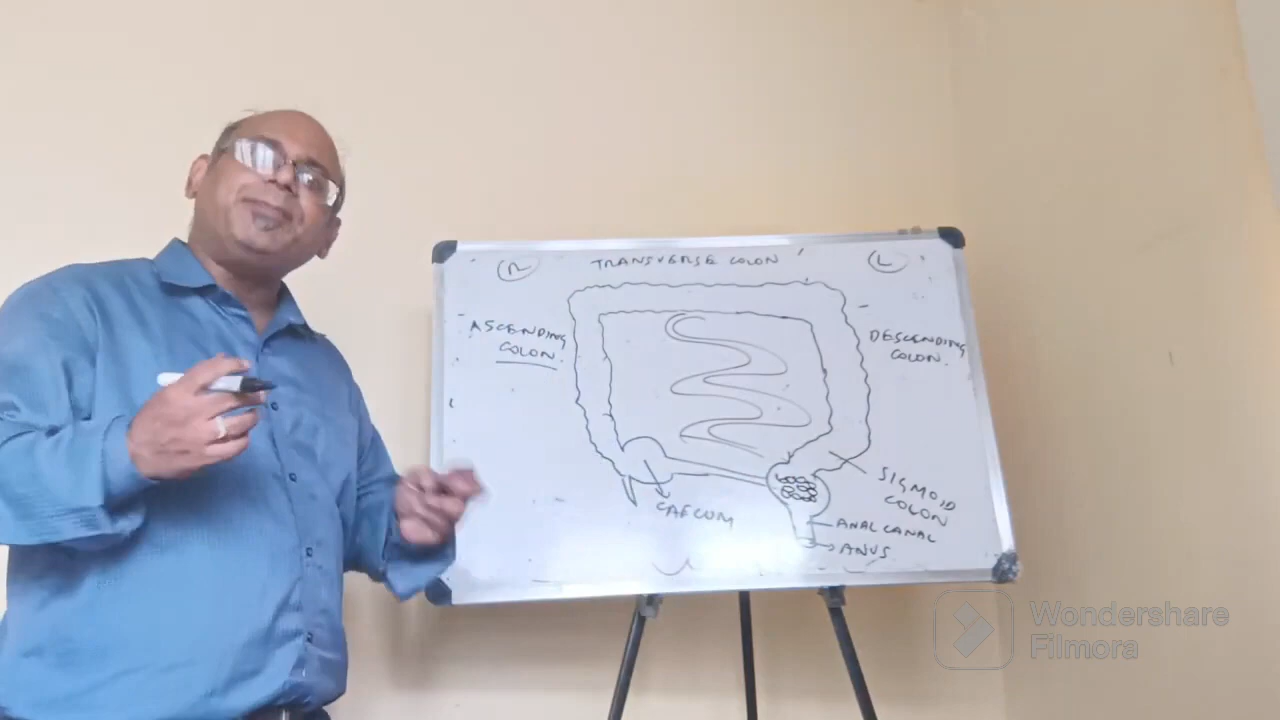 R
TRANSVERSE COLON
L
ASCENDING
COLON
DESCENDING
COLON.
SIGMOID
COLON
CAECUM
ANAL CANAL
ANUS
Wondershare
Filmora